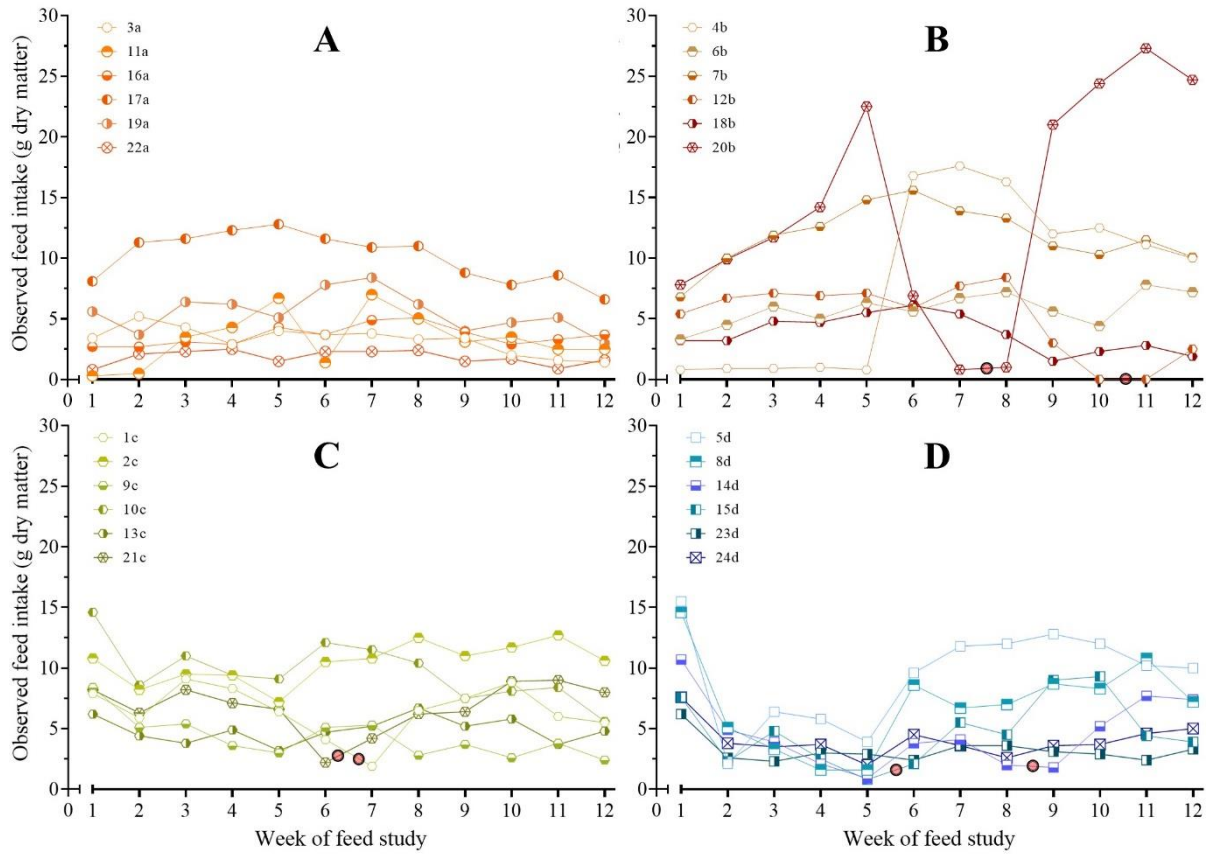 A
B
C
D
Observed feed intake (g dry matter)
Observed feed intake (g dry matter)
30
25
20
15
10
5
0
0 1 2 3 4 5 6 7 8 9 10 11 12
3a
11a
16a
17a
19a
22a
30
25
20
15
10
5
0
0 1 2 3 4 5 6 7 8 9 10 11 12
4b
6b
7b
12b
18b
20b
30
25
20
15
10
5
0
0 1 2 3 4 5 6 7 8 9 10 11 12
1c
2c
9c
10c
13c
21c
Week of feed study
30
25
20
15
10
5
0
0 1 2 3 4 5 6 7 8 9 10 11 12
5d
8d
14d
15d
23d
24d
Week of feed study